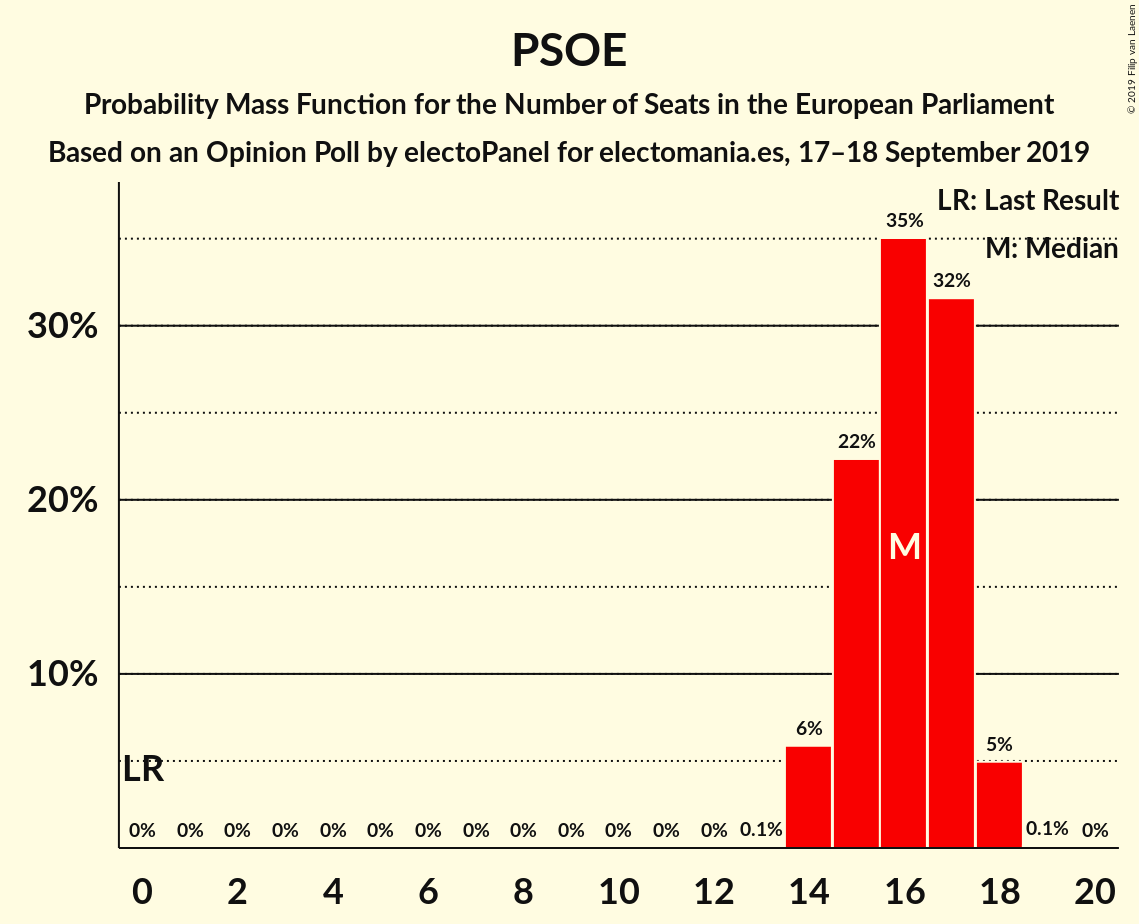 PSOE
Probability Mass Function for the Number of Seats in the European Parliament
Based on an Opinion Poll by electoPanel for electomania.es, 17–18 September 2019
© 2019 Filip van Laenen
LR: Last Result
M: Median
35%
32%
30%
22%
20%
M
10%
6%
5%
LR
0% 0% 0% 0% 0% 0% 0% 0% 0% 0% 0% 0% 0% 0.1% 0.1% 0%
0 2 4 6 8 10 12 14 16 18 20